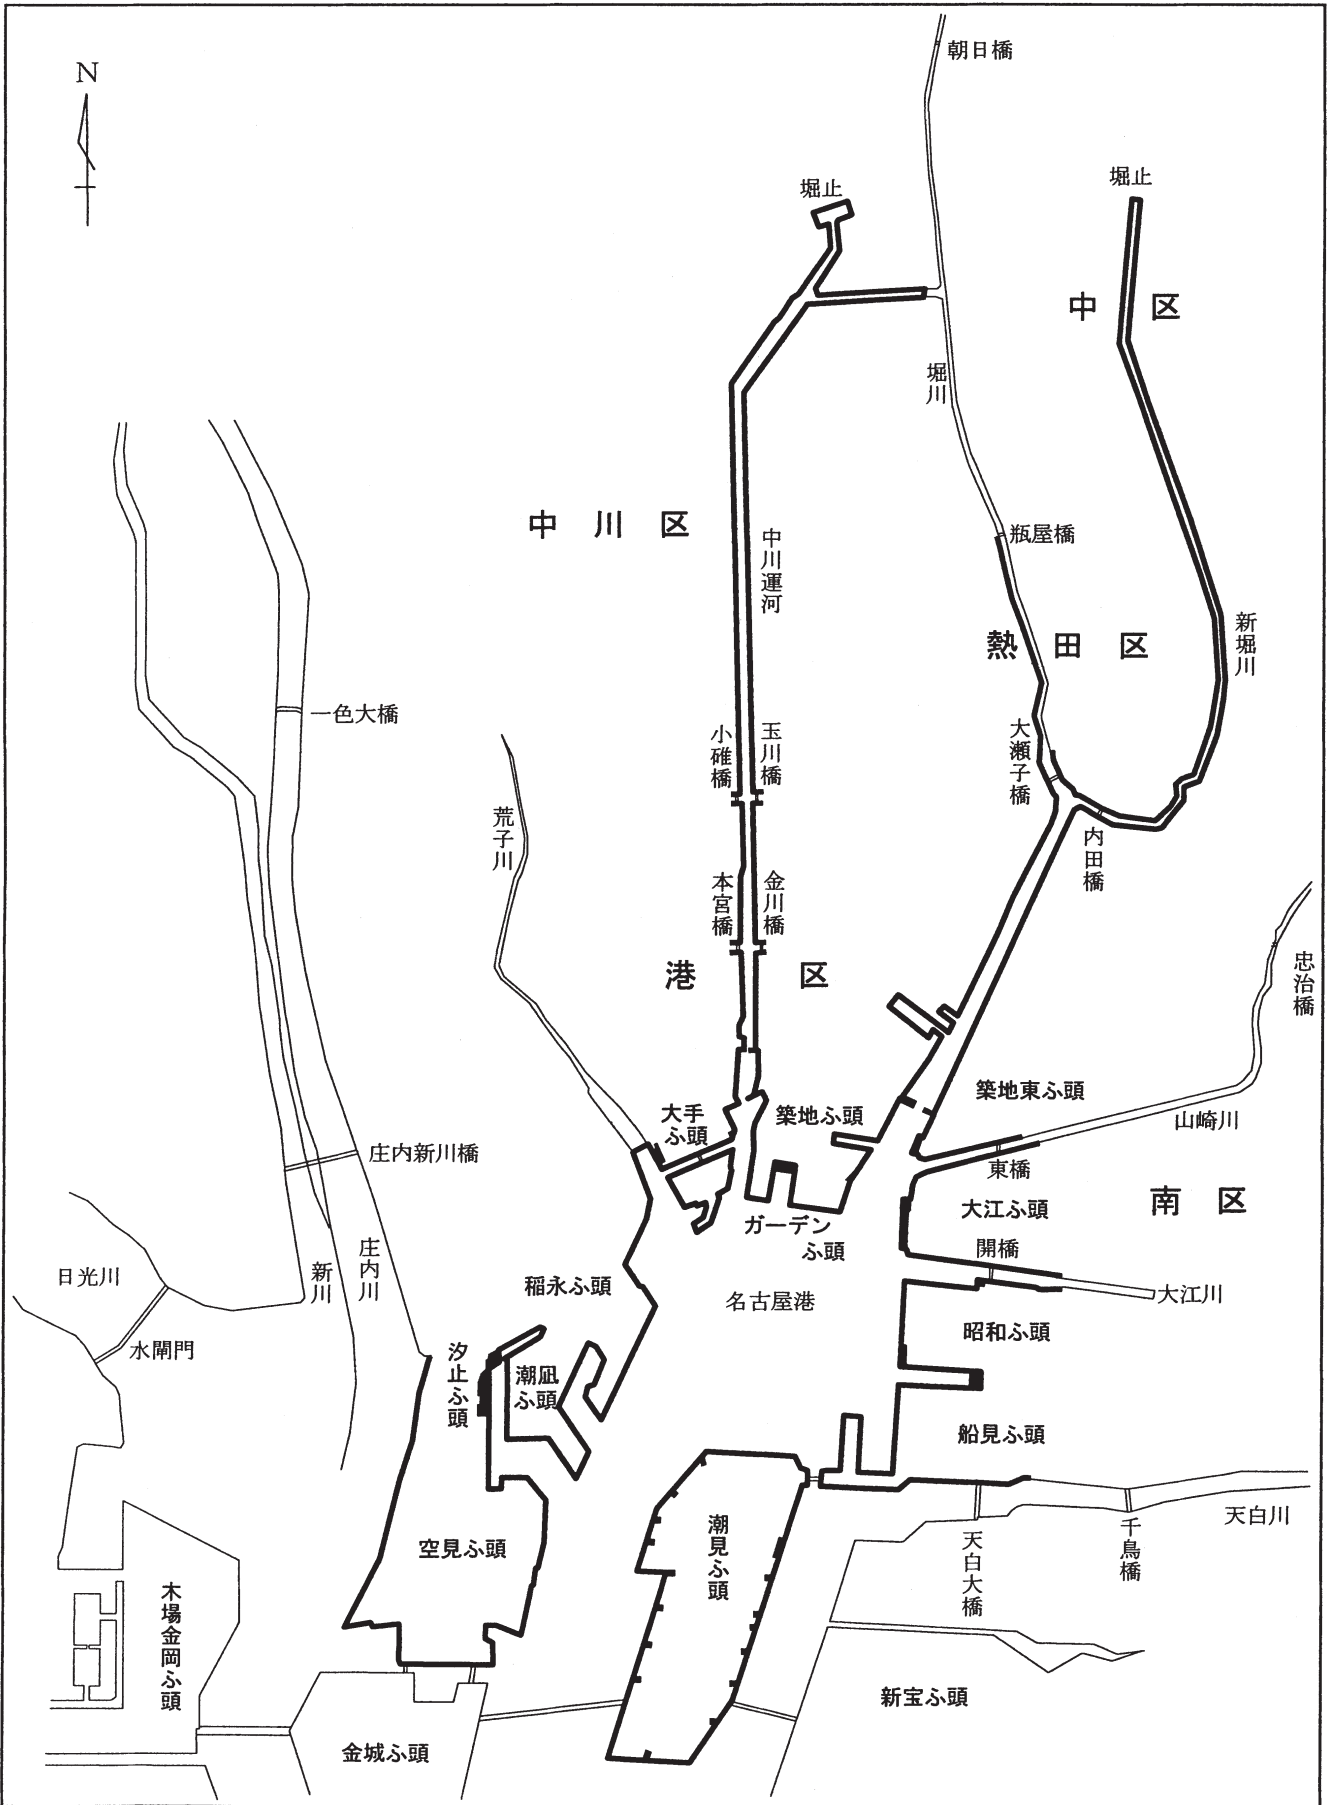 朝日橋
N
堀止
堀止
中区
堀川
中川区
瓶屋橋
中川運河
熱田区
新堀川
一色大橋
小碓橋
玉川橋
大瀬子橋
荒子川
内田橋
本宮橋
金川橋
港区
忠治橋
築地東ふ頭
大手
ふ頭
築地ふ頭
山崎川
庄内新川橋
東橋
南区
大江ふ頭
ガーデン
ふ頭
開橋
庄内川
新川
日光川
稲永ふ頭
名古屋港
大江川
昭和ふ頭
水閘門
汐止ふ頭
潮凪
ふ頭
船見ふ頭
天白川
潮見ふ頭
千鳥橋
天白大橋
空見ふ頭
木場金岡ふ頭
新宝ふ頭
金城ふ頭